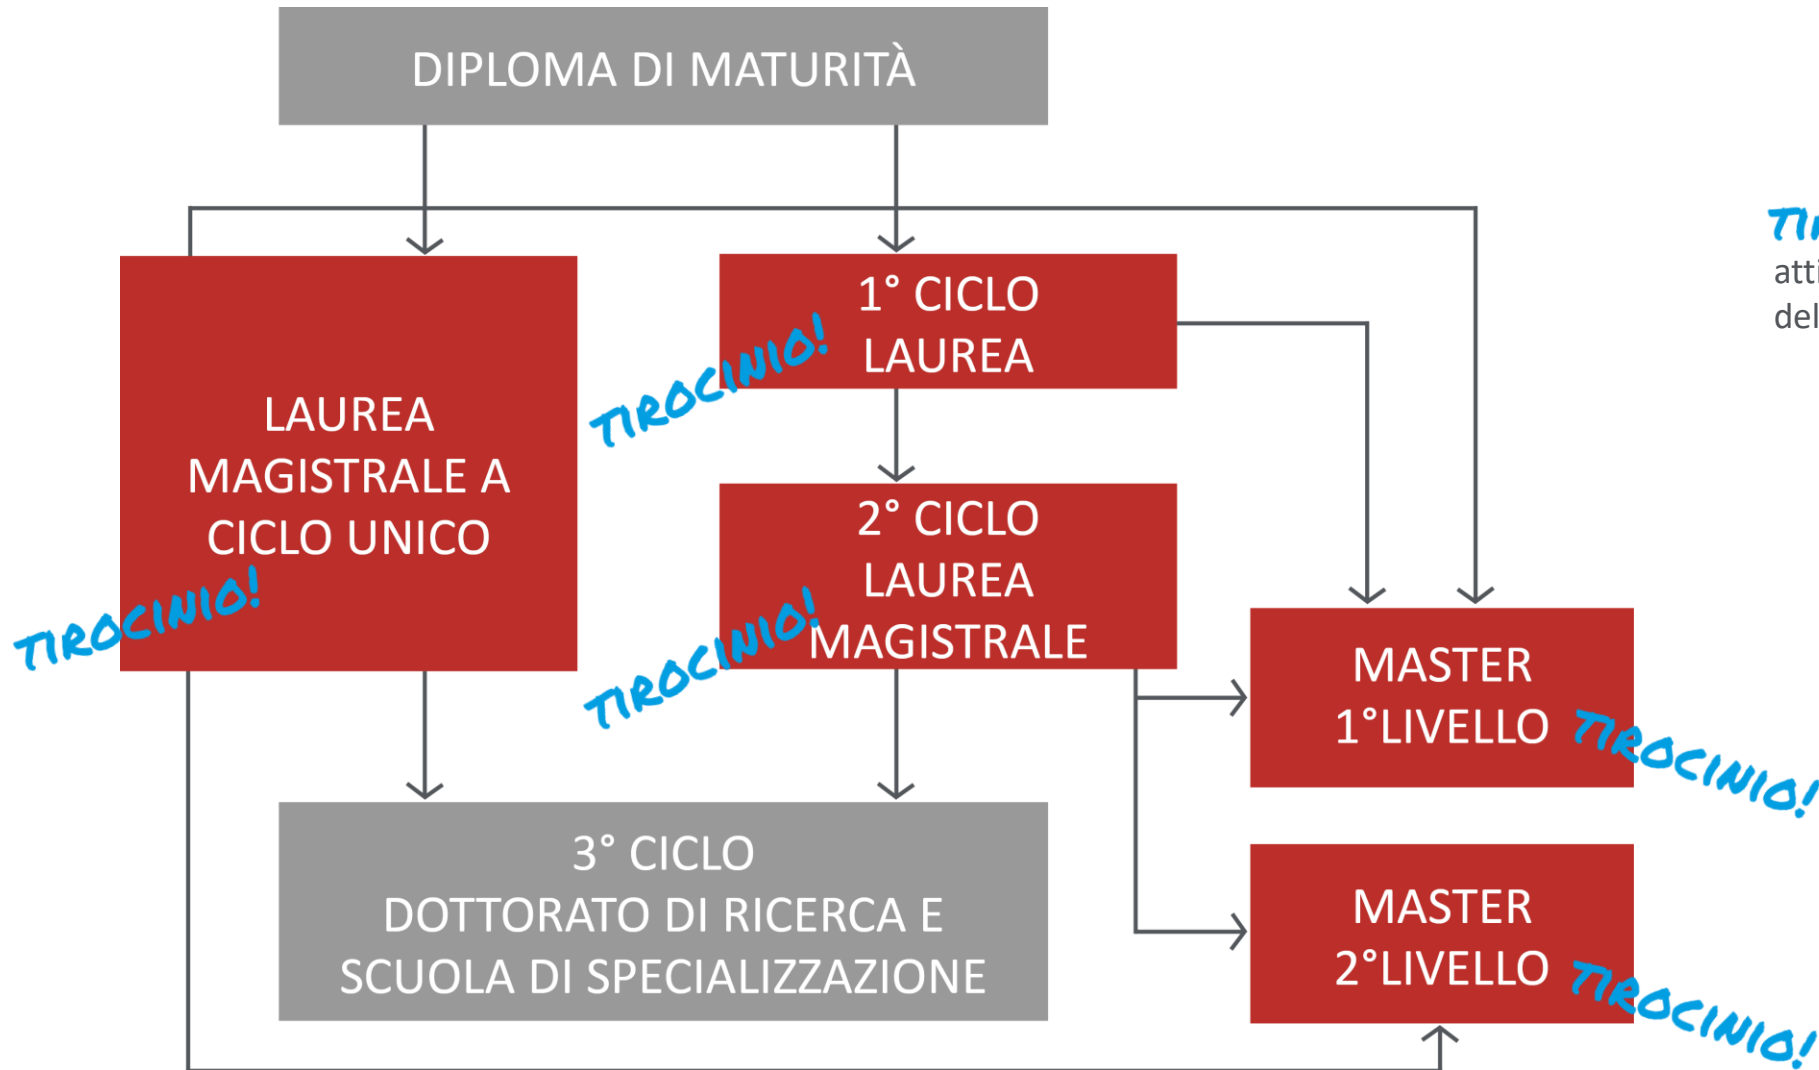 DIPLOMA DI MATURITÀ
1° CICLO
LAUREA
TIROCINIO!
LAUREA
MAGISTRALE A
CICLO UNICO
TIROCINIO!
2° CICLO
LAUREA
MAGISTRALE
TIROCINIO!
MASTER
1°LIVELLO
TIROCINIO!
3° CICLO
DOTTORATO DI RICERCA E
SCUOLA DI SPECIALIZZAZIONE
MASTER
2°LIVELLO
TIROCINIO!